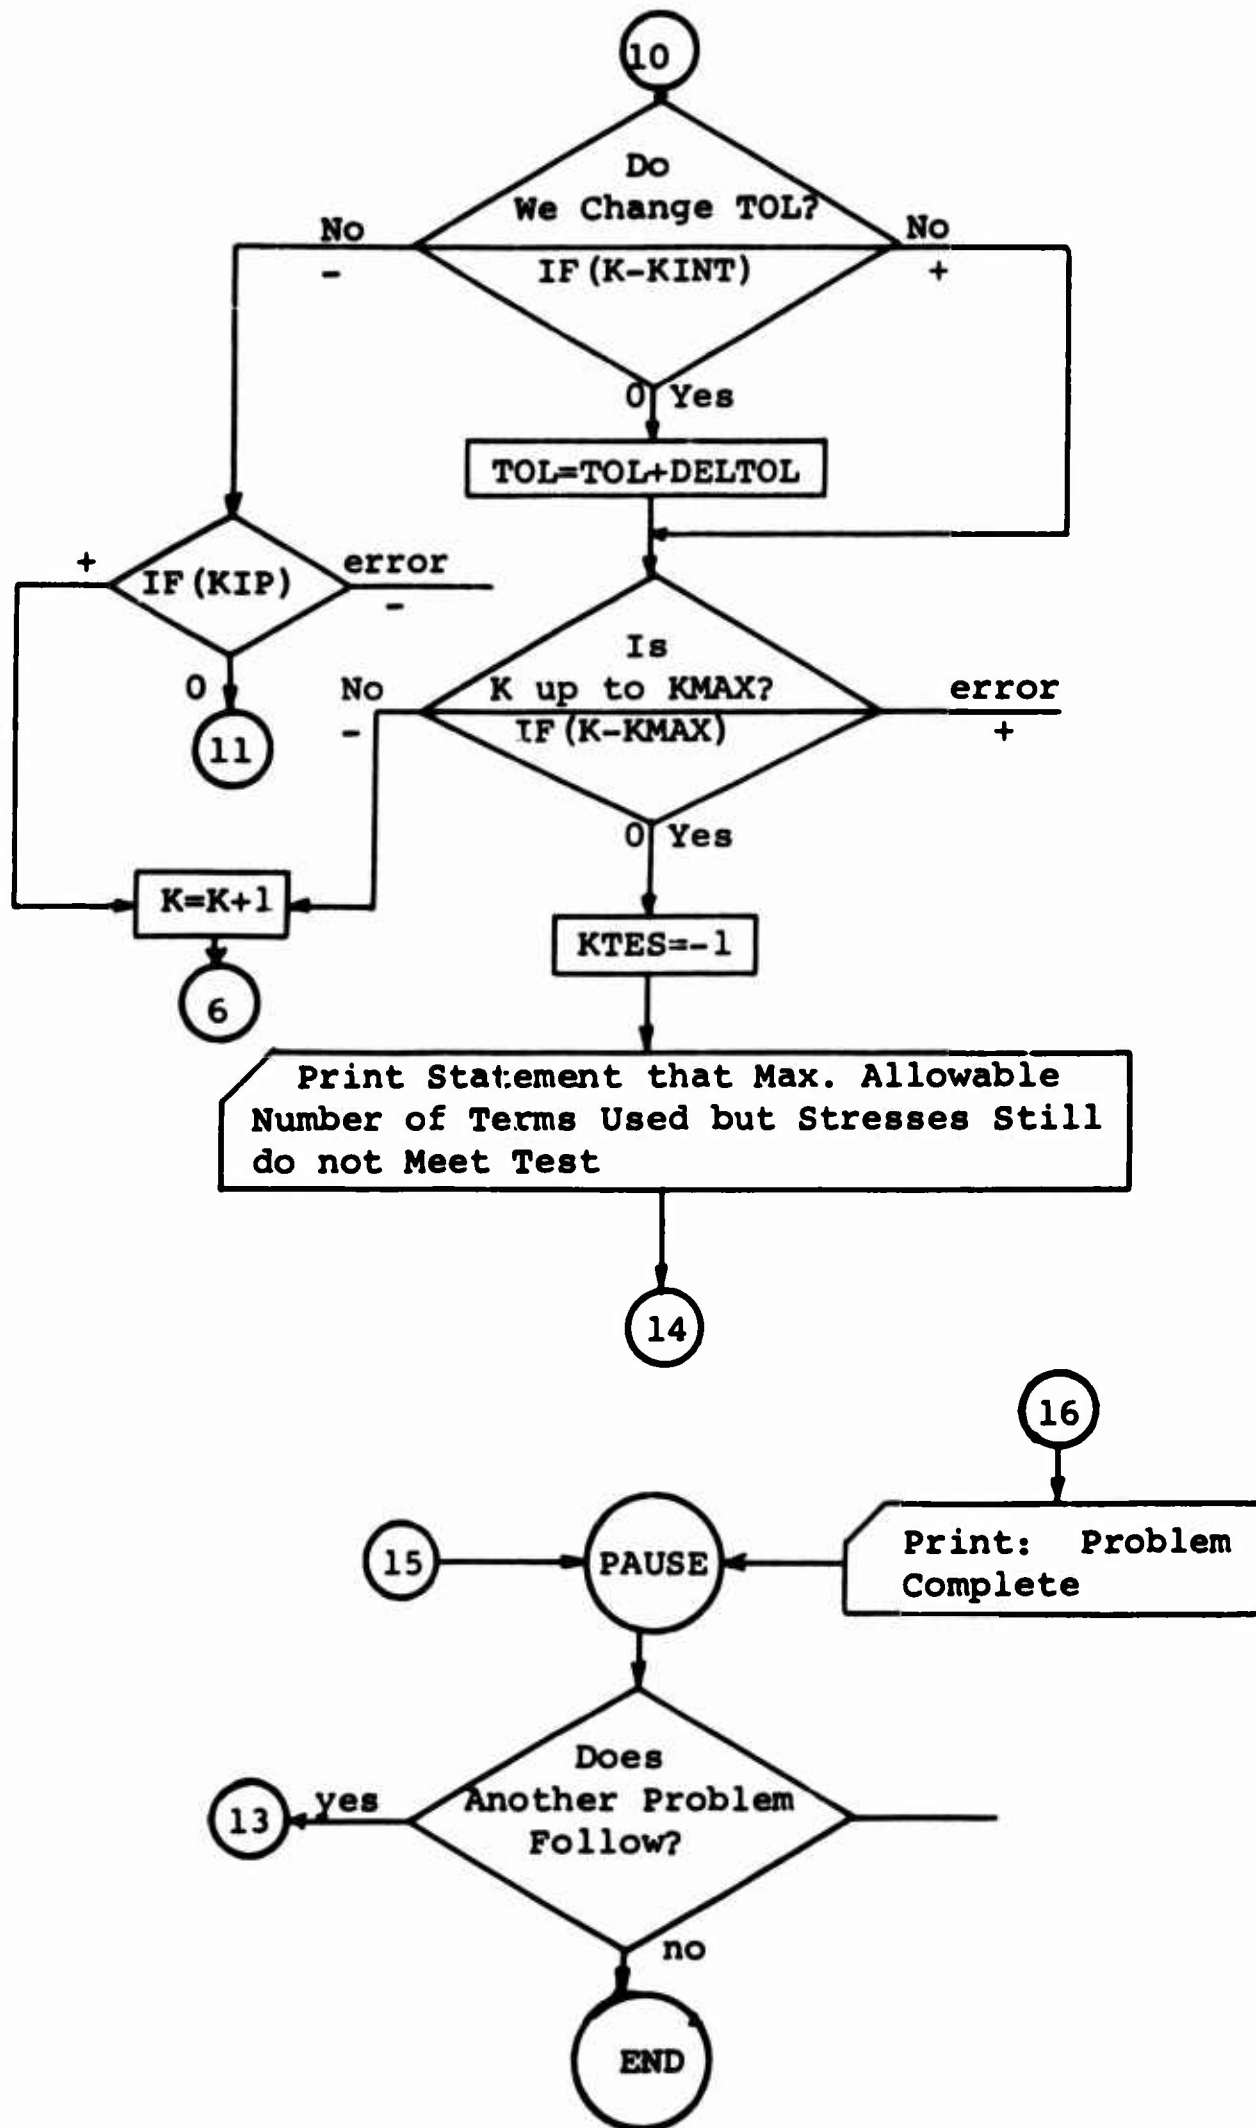 10
Do
We Change TOL?
No
No
-
IF(K-KINT)
+
0 Yes
TOL=TOL+DELTOL
+
IF(KIP)
error
-
0
11
Is
K up to KMAX?
No
-
IF(K-KMAX)
error
+
0 Yes
K=K+1
6
KTES=-1
Print Statement that Max. Allowable
Number of Terms Used but Stresses Still
do not Meet Test
14
16
15
PAUSE
Print: Problem
Complete
Does
Another Problem
Follow?
yes
13
no
END